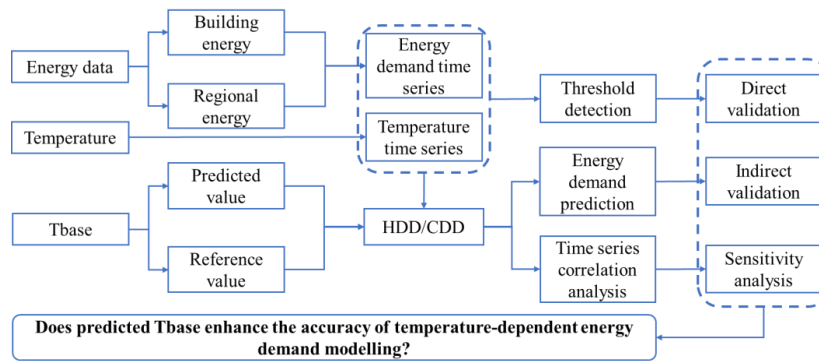 Energy data
Building
energy
Regional
energy
Energy
demand time
series
Temperature
Temperature
time series
Threshold
detection
Direct
validation
Tbase
Predicted
value
Reference
value
HDD/CDD
Energy
demand
prediction
Indirect
validation
Time series
correlation
analysis
Sensitivity
analysis
Does predicted Tbase enhance the accuracy of temperature-dependent energy
demand modelling?